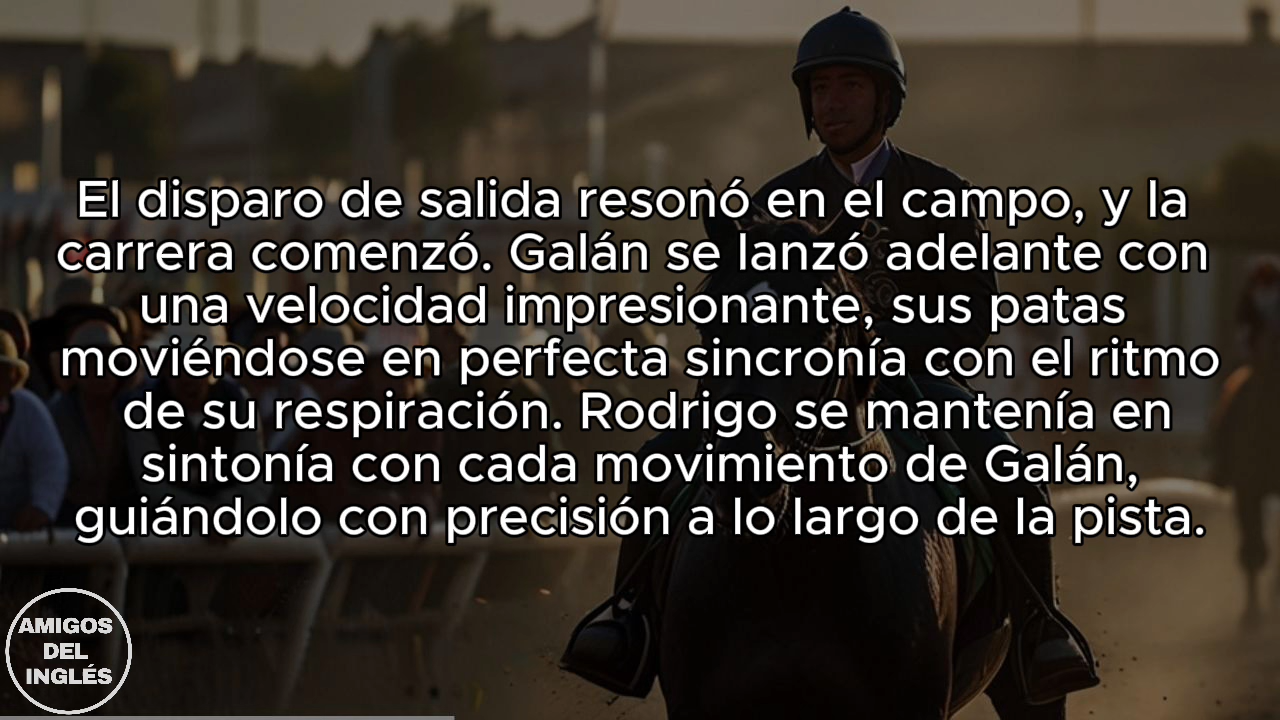 El disparo de salida resonó en el campo, y la
carrera comenzó. Galán se lanzó adelante con
una velocidad impresionante, sus patas
moviéndose en perfecta sincronía con el ritmo
de su respiración. Rodrigo se mantenía en
sintonía con cada movimiento de Galán,
guiándolo con precisión a lo largo de la pista.
AMIGOS
DEL
INGLÉS